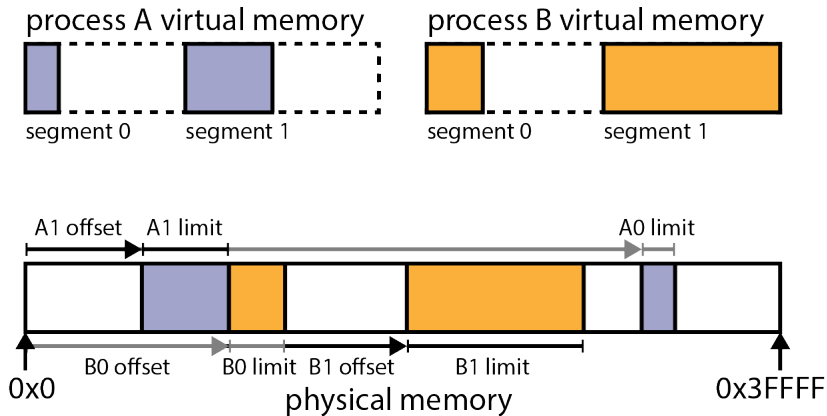 process A virtual memory
process B virtual memory
segment 0
segment 1
segment 0
segment 1
A1 offset
A1 limit
A0 limit
B0 offset
B0 limit
B1 offset
B1 limit
0x0
physical memory
0x3FFFF